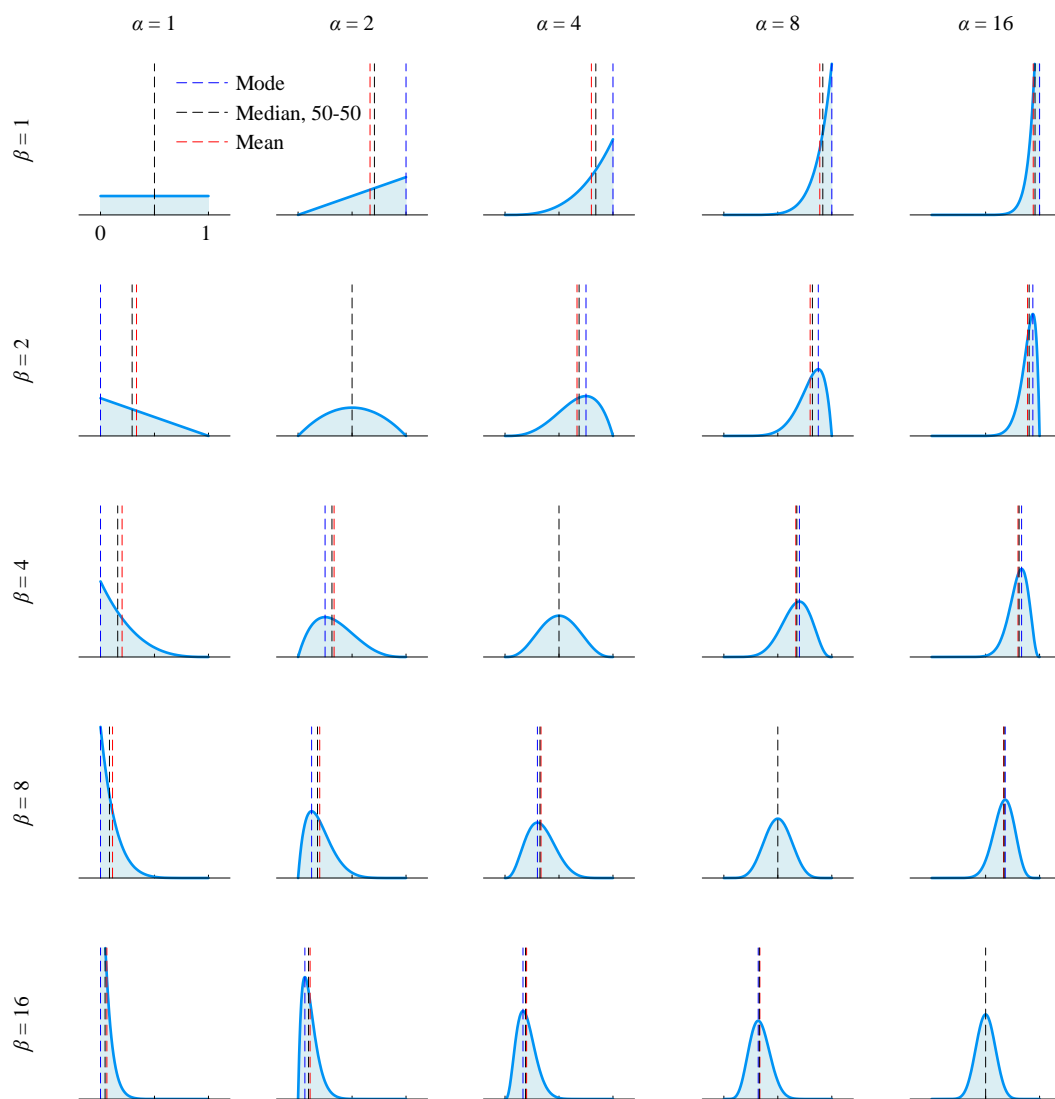 α = 1
α = 2
α = 4
α = 8
α = 16
β = 1
Mode
Median, 50-50
Mean
0
1
β = 2
β = 4
β = 8
β = 16